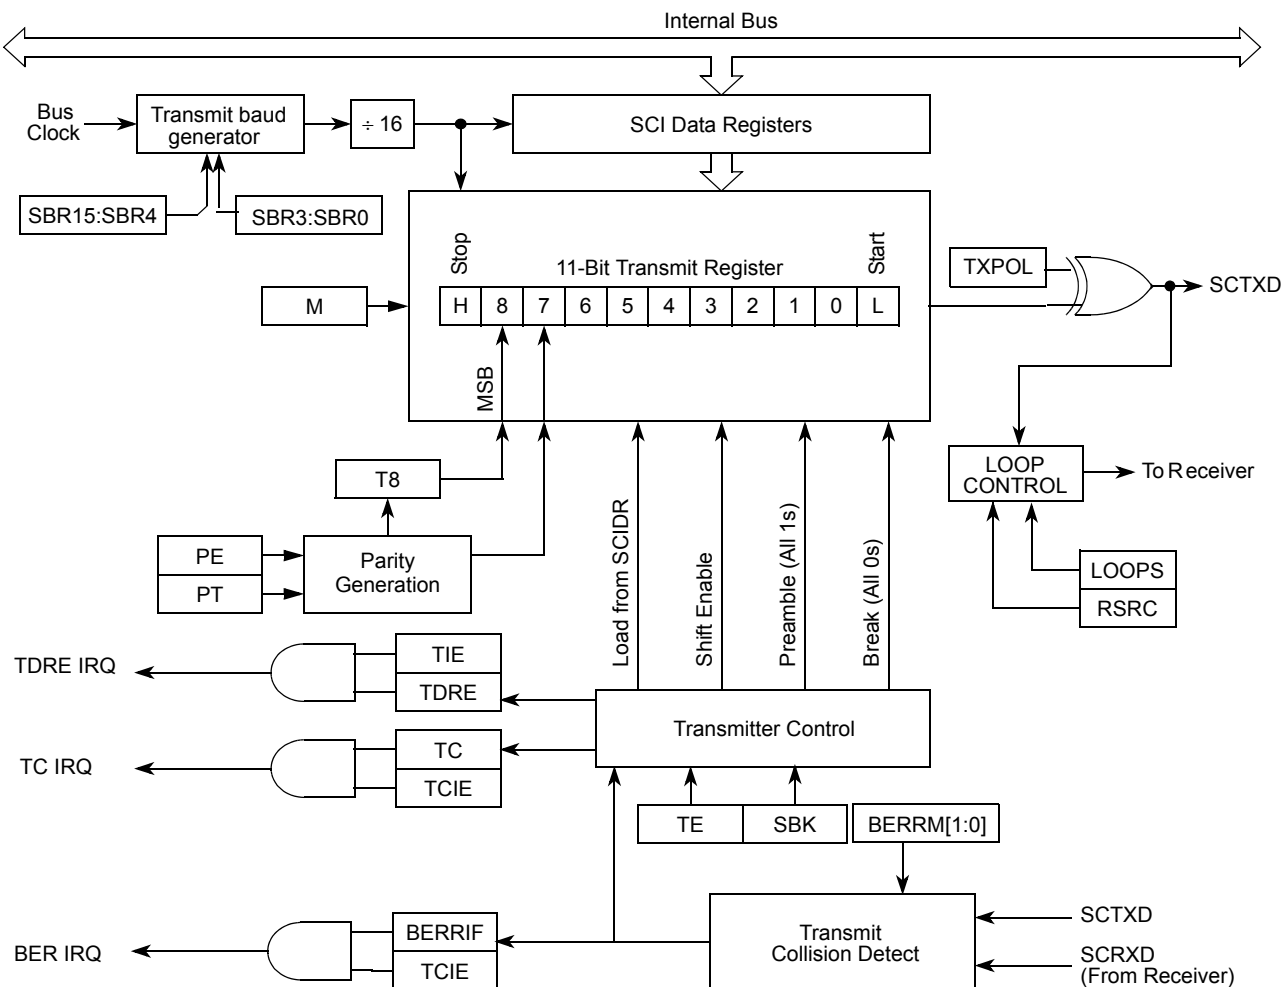 Internal Bus
Bus
Clock
Transmit baud
generator
÷ 16
SCI Data Registers
SBR15:SBR4
SBR3:SBR0
Stop
11-Bit Transmit Register
Start
TXPOL
SCTXD
M
H 8 7 6 5 4 3 2 1 0 L
MSB
T8
LOOP
CONTROL
To Receiver
PE
PT
Parity
Generation
Load from SCIDR
Shift Enable
Preamble (All 1s)
Break (All 0s)
LOOPS
RSRC
TDRE IRQ
TIE
TDRE
Transmitter Control
TC IRQ
TC
TCIE
TE
SBK
BERRM[1:0]
BER IRQ
BERRIF
TCIE
Transmit
Collision Detect
SCTXD
SCRXD
(From Receiver)